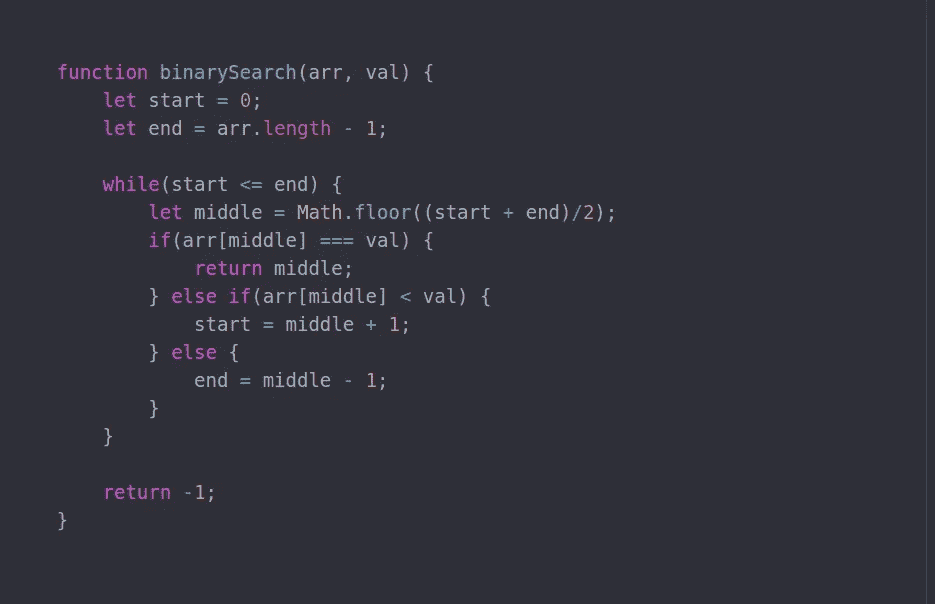 function binarySearch(arr, val) {
    let start = 0;
    let end = arr.length - 1;

    while(start <= end) {
        let middle = Math.floor((start + end)/2);
        if(arr[middle] === val) {
            return middle;
        } else if(arr[middle] < val) {
            start = middle + 1;
        } else {
            end = middle - 1;
        }
    }

    return -1;
}